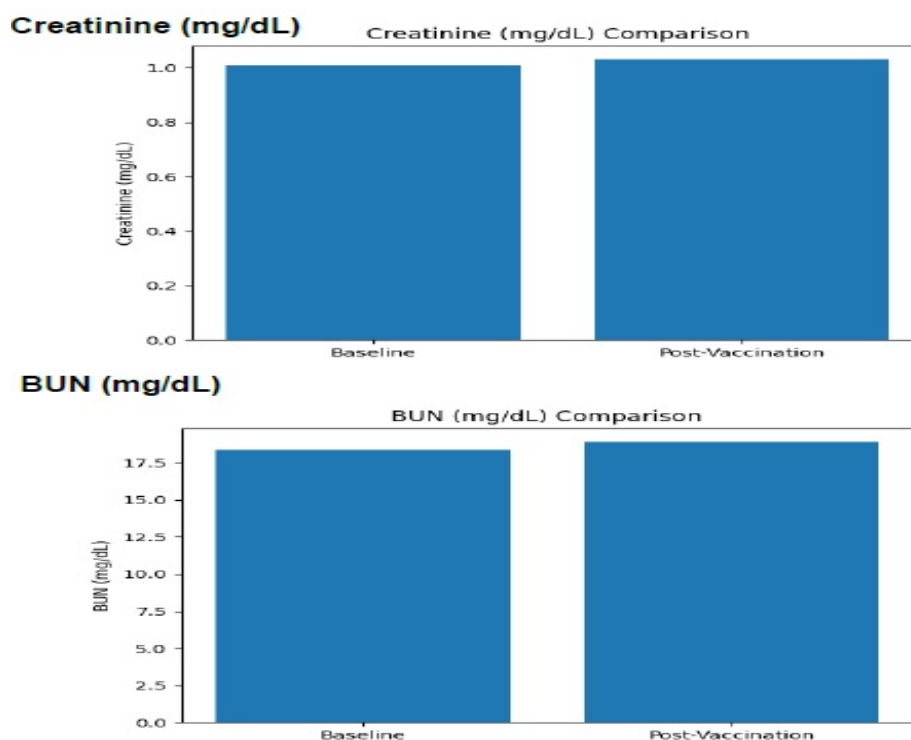 Creatinine (mg/dL)
Creatinine (mg/dL) Comparison
Creatinine (mg/dL)
1.0
0.8
0.6
0.4
0.2
0.0
Baseline Post-Vaccination
BUN (mg/dL)
BUN (mg/dL) Comparison
BUN (mg/dL)
17.5
15.0
12.5
10.0
7.5
5.0
2.5
0.0
Baseline Post-Vaccination